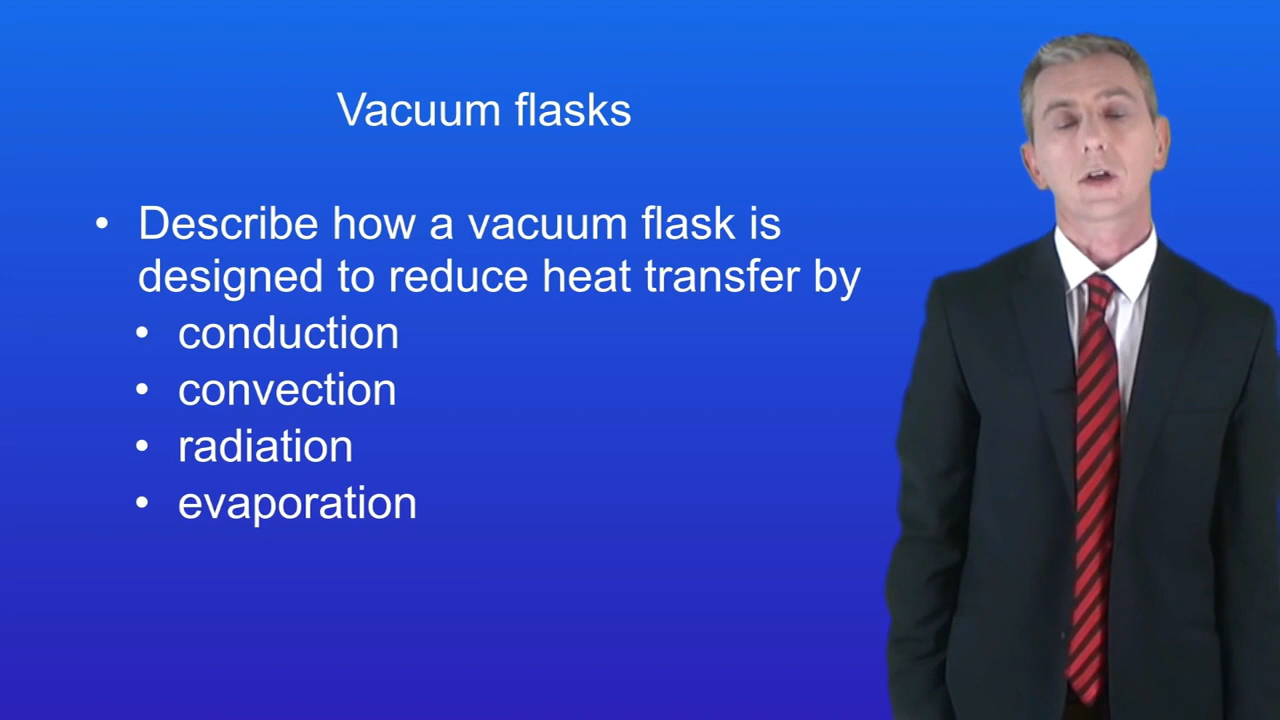 Vacuum flasks
• Describe how a vacuum flask is
designed to reduce heat transfer by
• conduction
• convection
• radiation
• evaporation